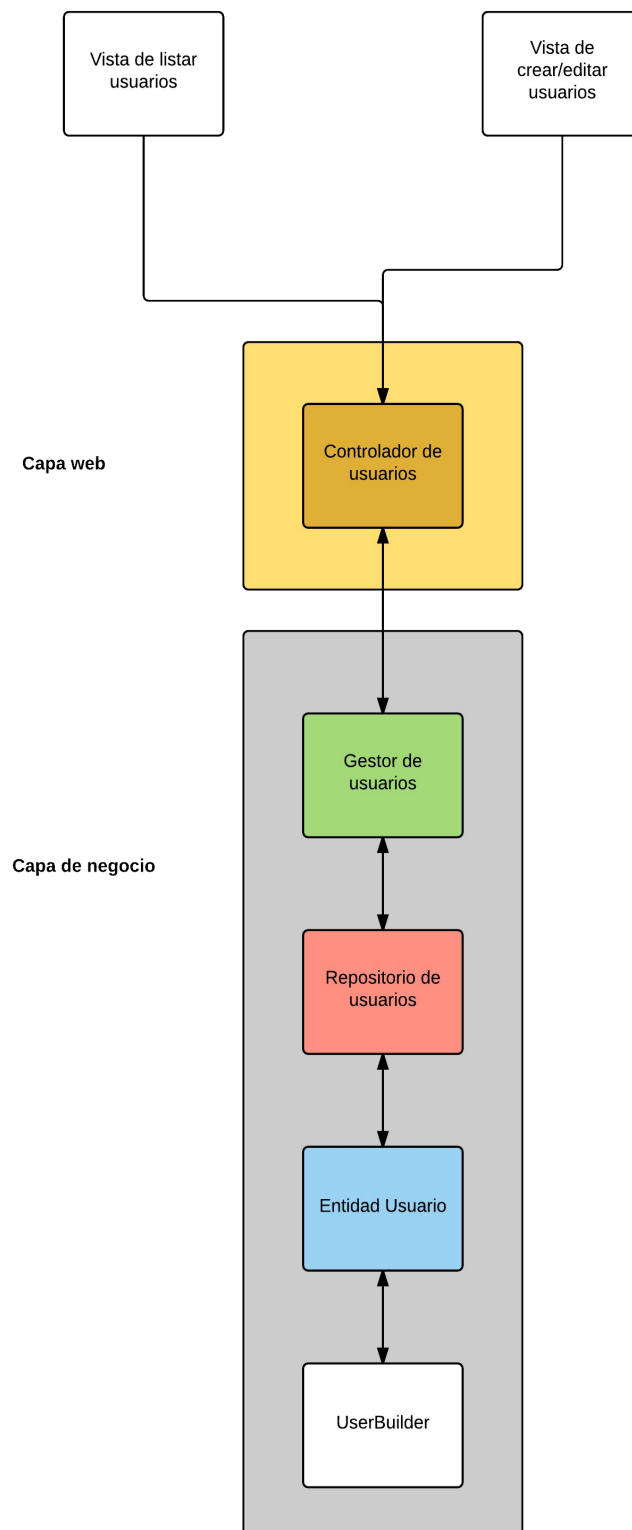 Vista de listar
usuarios
Vista de
crear/editar
usuarios
Capa web
Controlador de
usuarios
Gestor de
usuarios
Capa de negocio
Repositorio de
usuarios
Entidad Usuario
UserBuilder